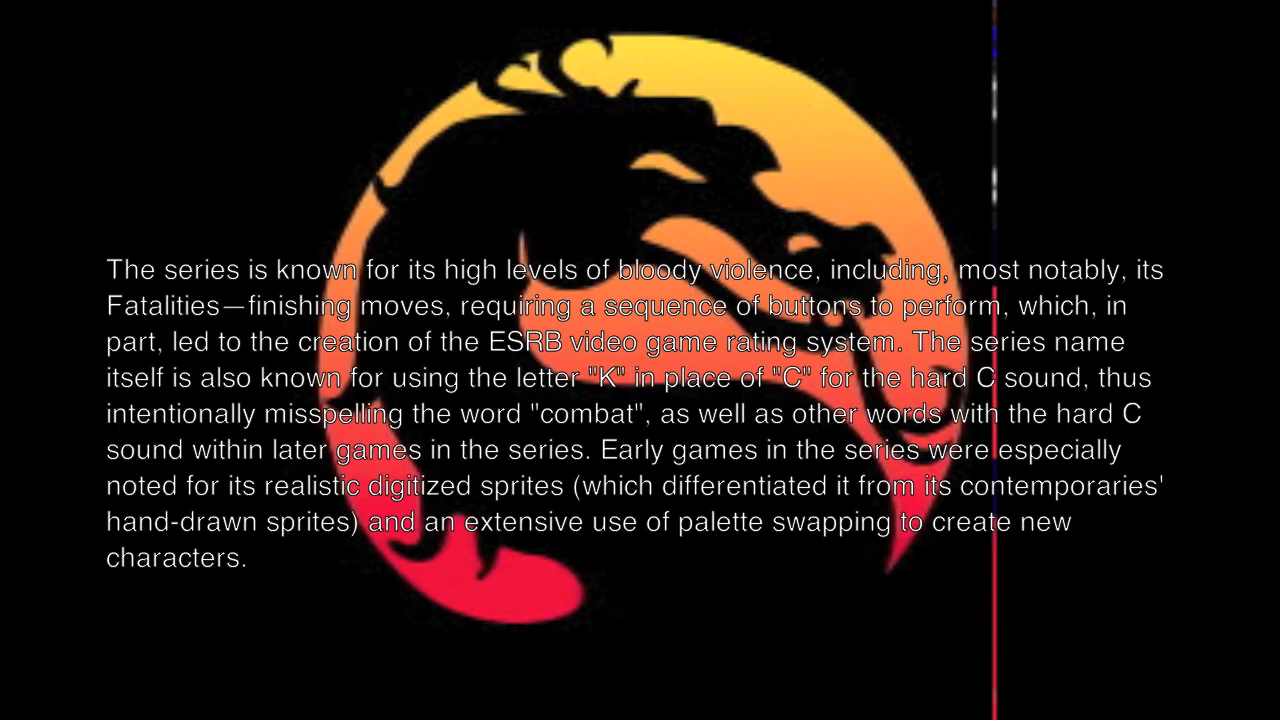 The series is known for its high levels of bloody violence, including, most notably, its
Fatalities—finishing moves, requiring a sequence of buttons to perform, which, in
part, led to the creation of the ESRB video game rating system. The series name
itself is also known for using the letter "K" in place of "C" for the hard C sound, thus
intentionally misspelling the word "combat", as well as other words with the hard C
sound within later games in the series. Early games in the series were especially
noted for its realistic digitized sprites (which differentiated it from its contemporaries'
hand-drawn sprites) and an extensive use of palette swapping to create new
characters.